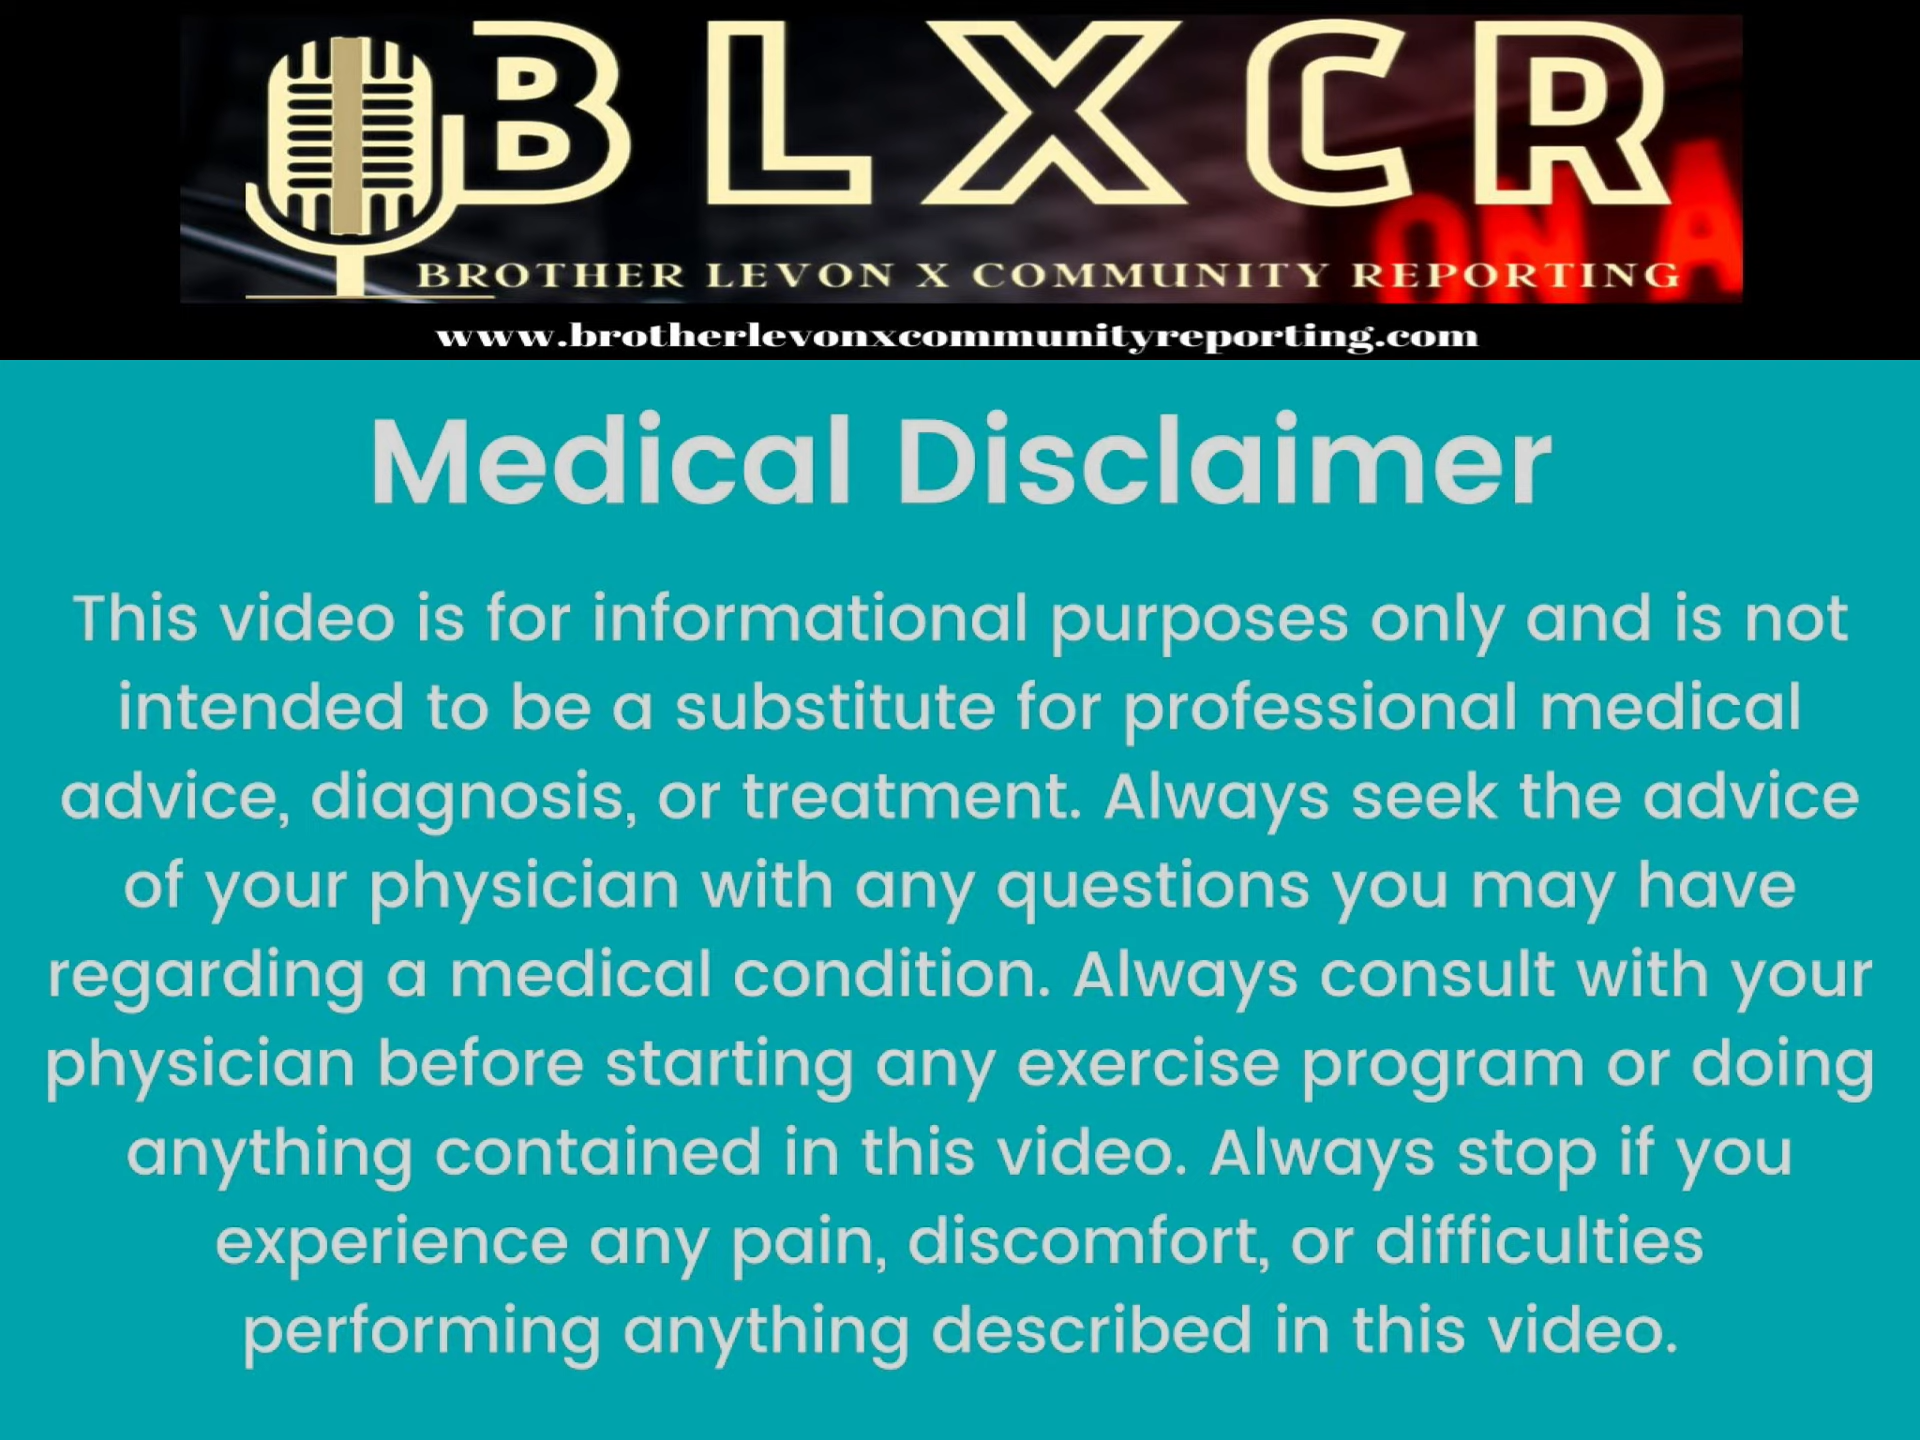 BLXCR
ON A
BROTHER LEVON X COMMUNITY REPORTING
www.brotherlevonxcommunityreporting.com
Medical Disclaimer
This video is for informational purposes only and is not
intended to be a substitute for professional medical
advice, diagnosis, or treatment. Always seek the advice
of your physician with any questions you may have
regarding a medical condition. Always consult with your
physician before starting any exercise program or doing
anything contained in this video. Always stop if you
experience any pain, discomfort, or difficulties
performing anything described in this video.